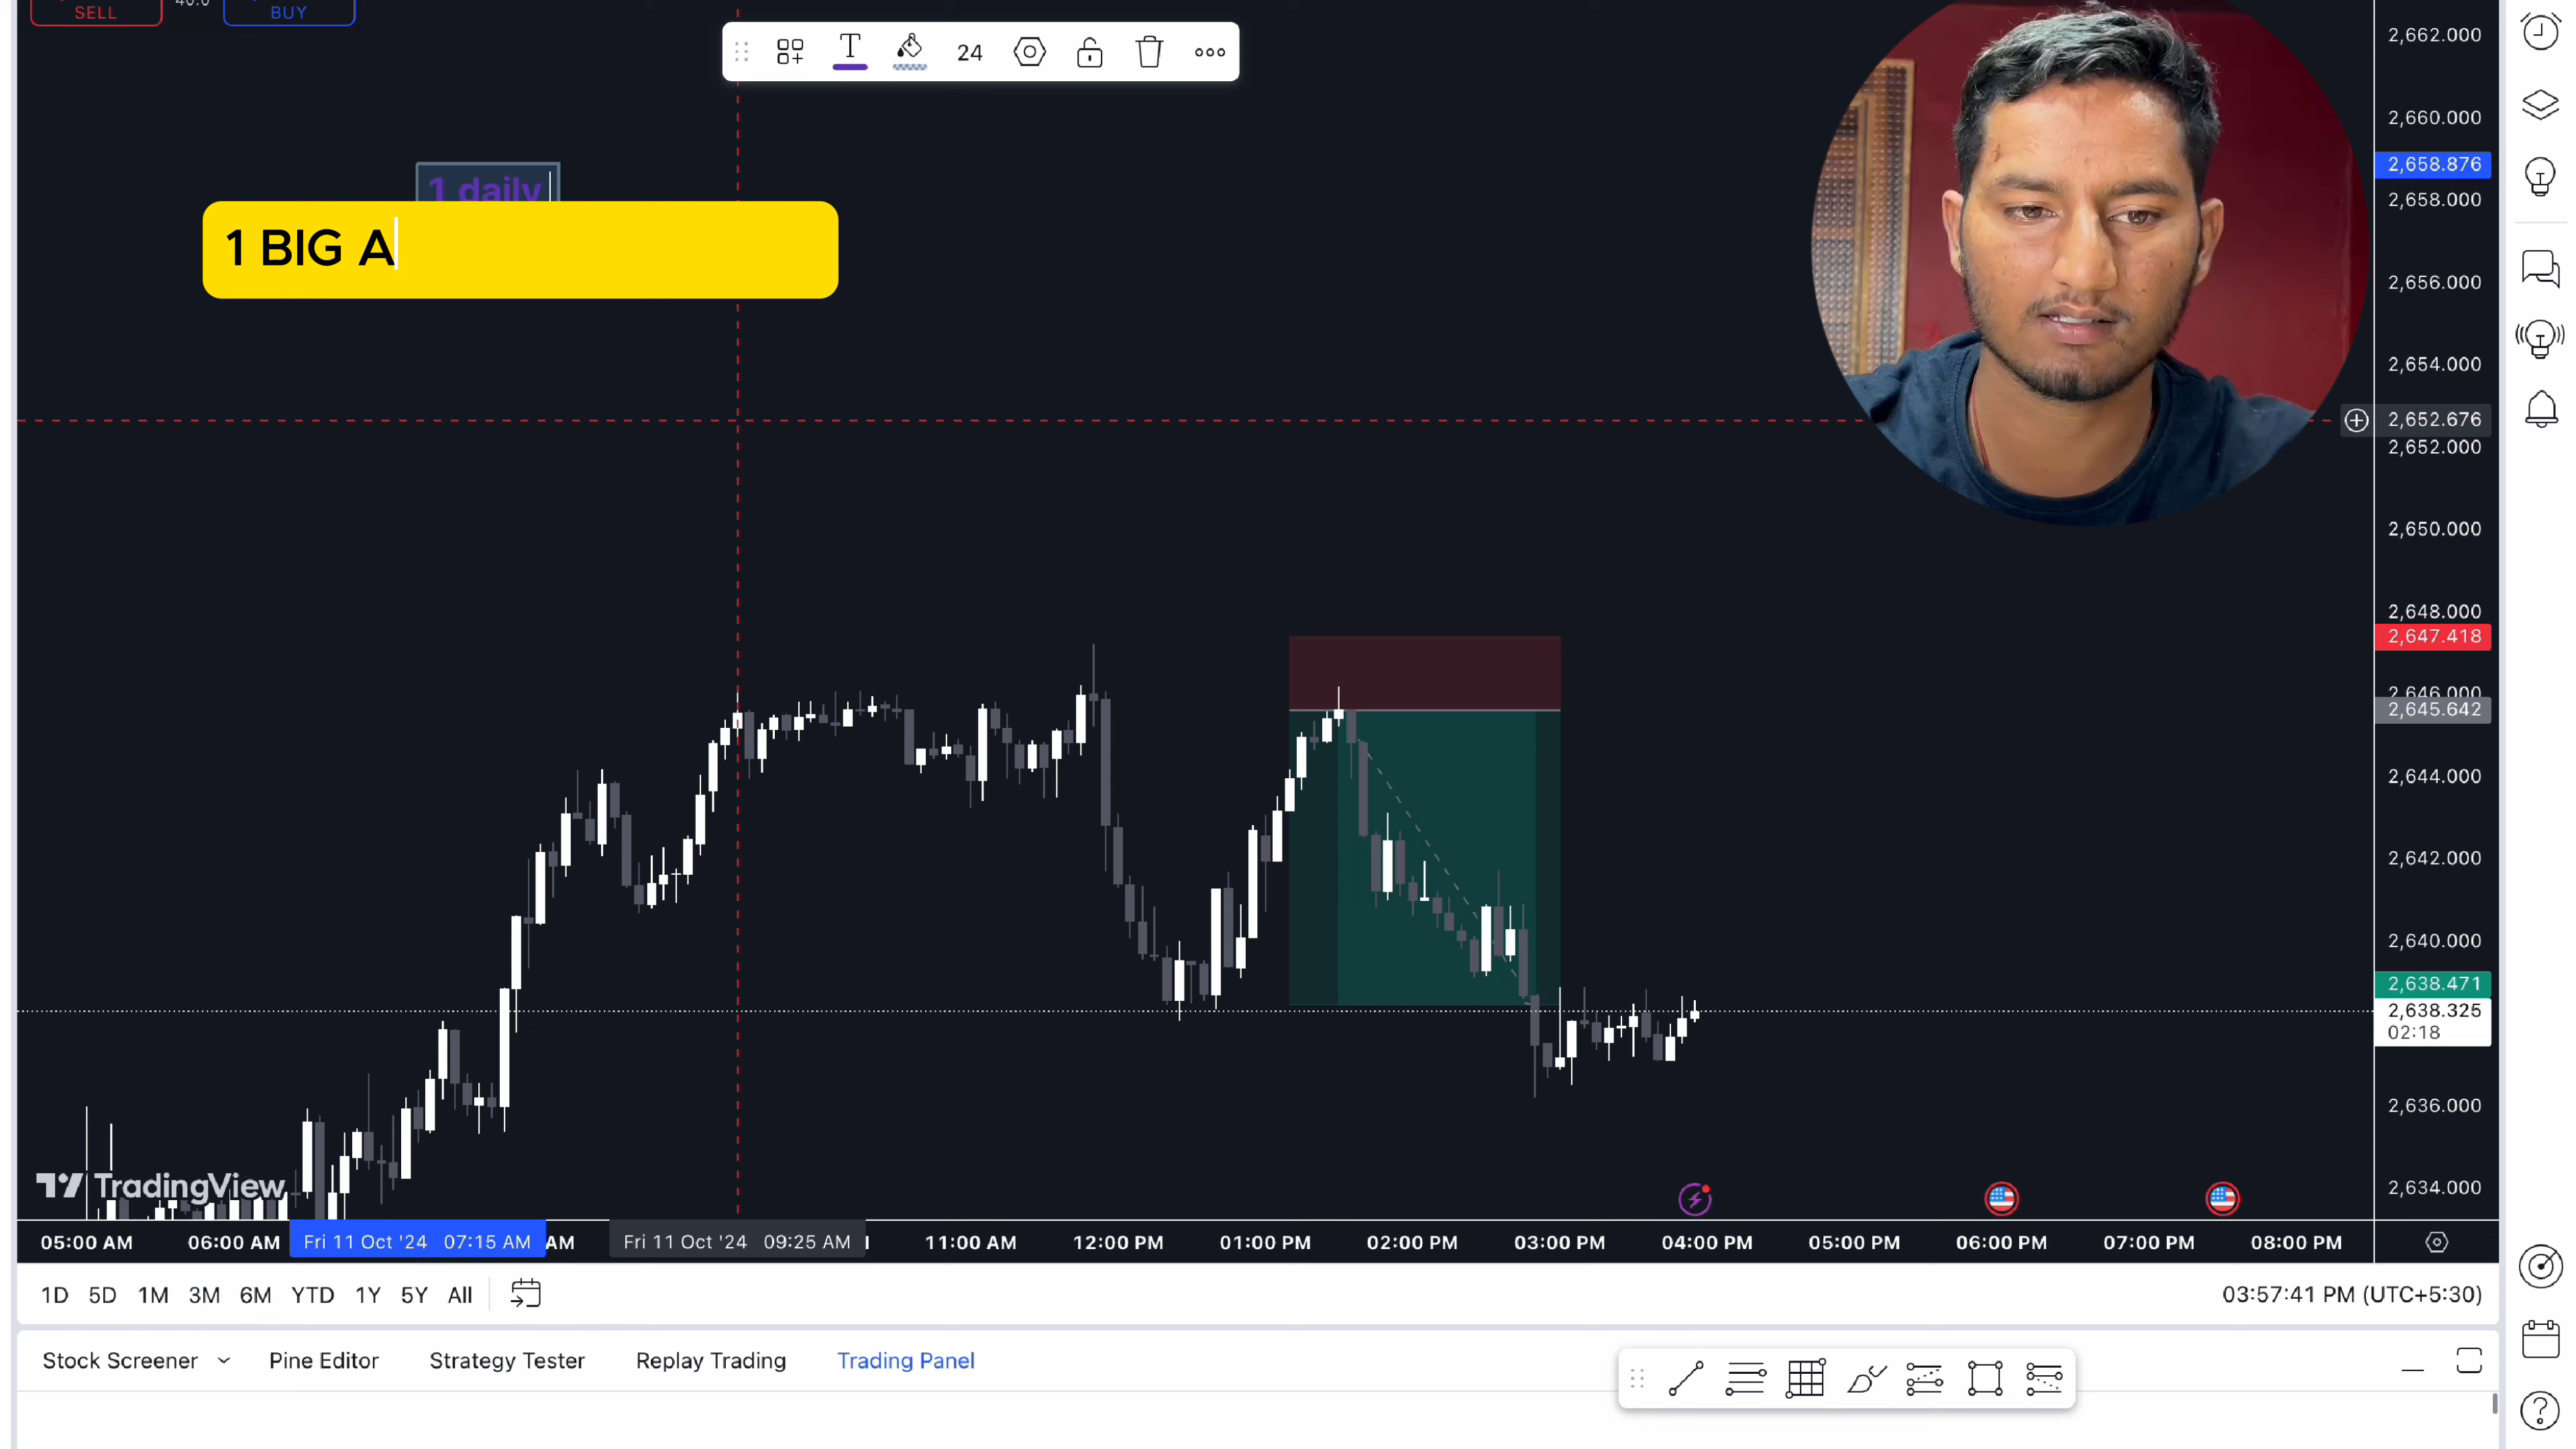 SELL
BUY
24
1 daily
1 BIG A
2,662.000
2,660.000
2,658.876
2,658.000
2,656.000
2,654.000
2,652.676
2,652.000
2,650.000
2,648.000
2,647.418
2,646.000
2,645.642
2,644.000
2,642.000
2,640.000
2,638.471
2,638.325
02:18
2,636.000
2,634.000
TradingView
05:00 AM 06:00 AM Fri 11 Oct '24 07:15 AM AM Fri 11 Oct '24 09:25 AM 11:00 AM 12:00 PM 01:00 PM 02:00 PM 03:00 PM 04:00 PM 05:00 PM 06:00 PM 07:00 PM 08:00 PM
1D 5D 1M 3M 6M YTD 1Y 5Y All 03:57:41 PM (UTC+5:30)
Stock Screener Pine Editor Strategy Tester Replay Trading Trading Panel